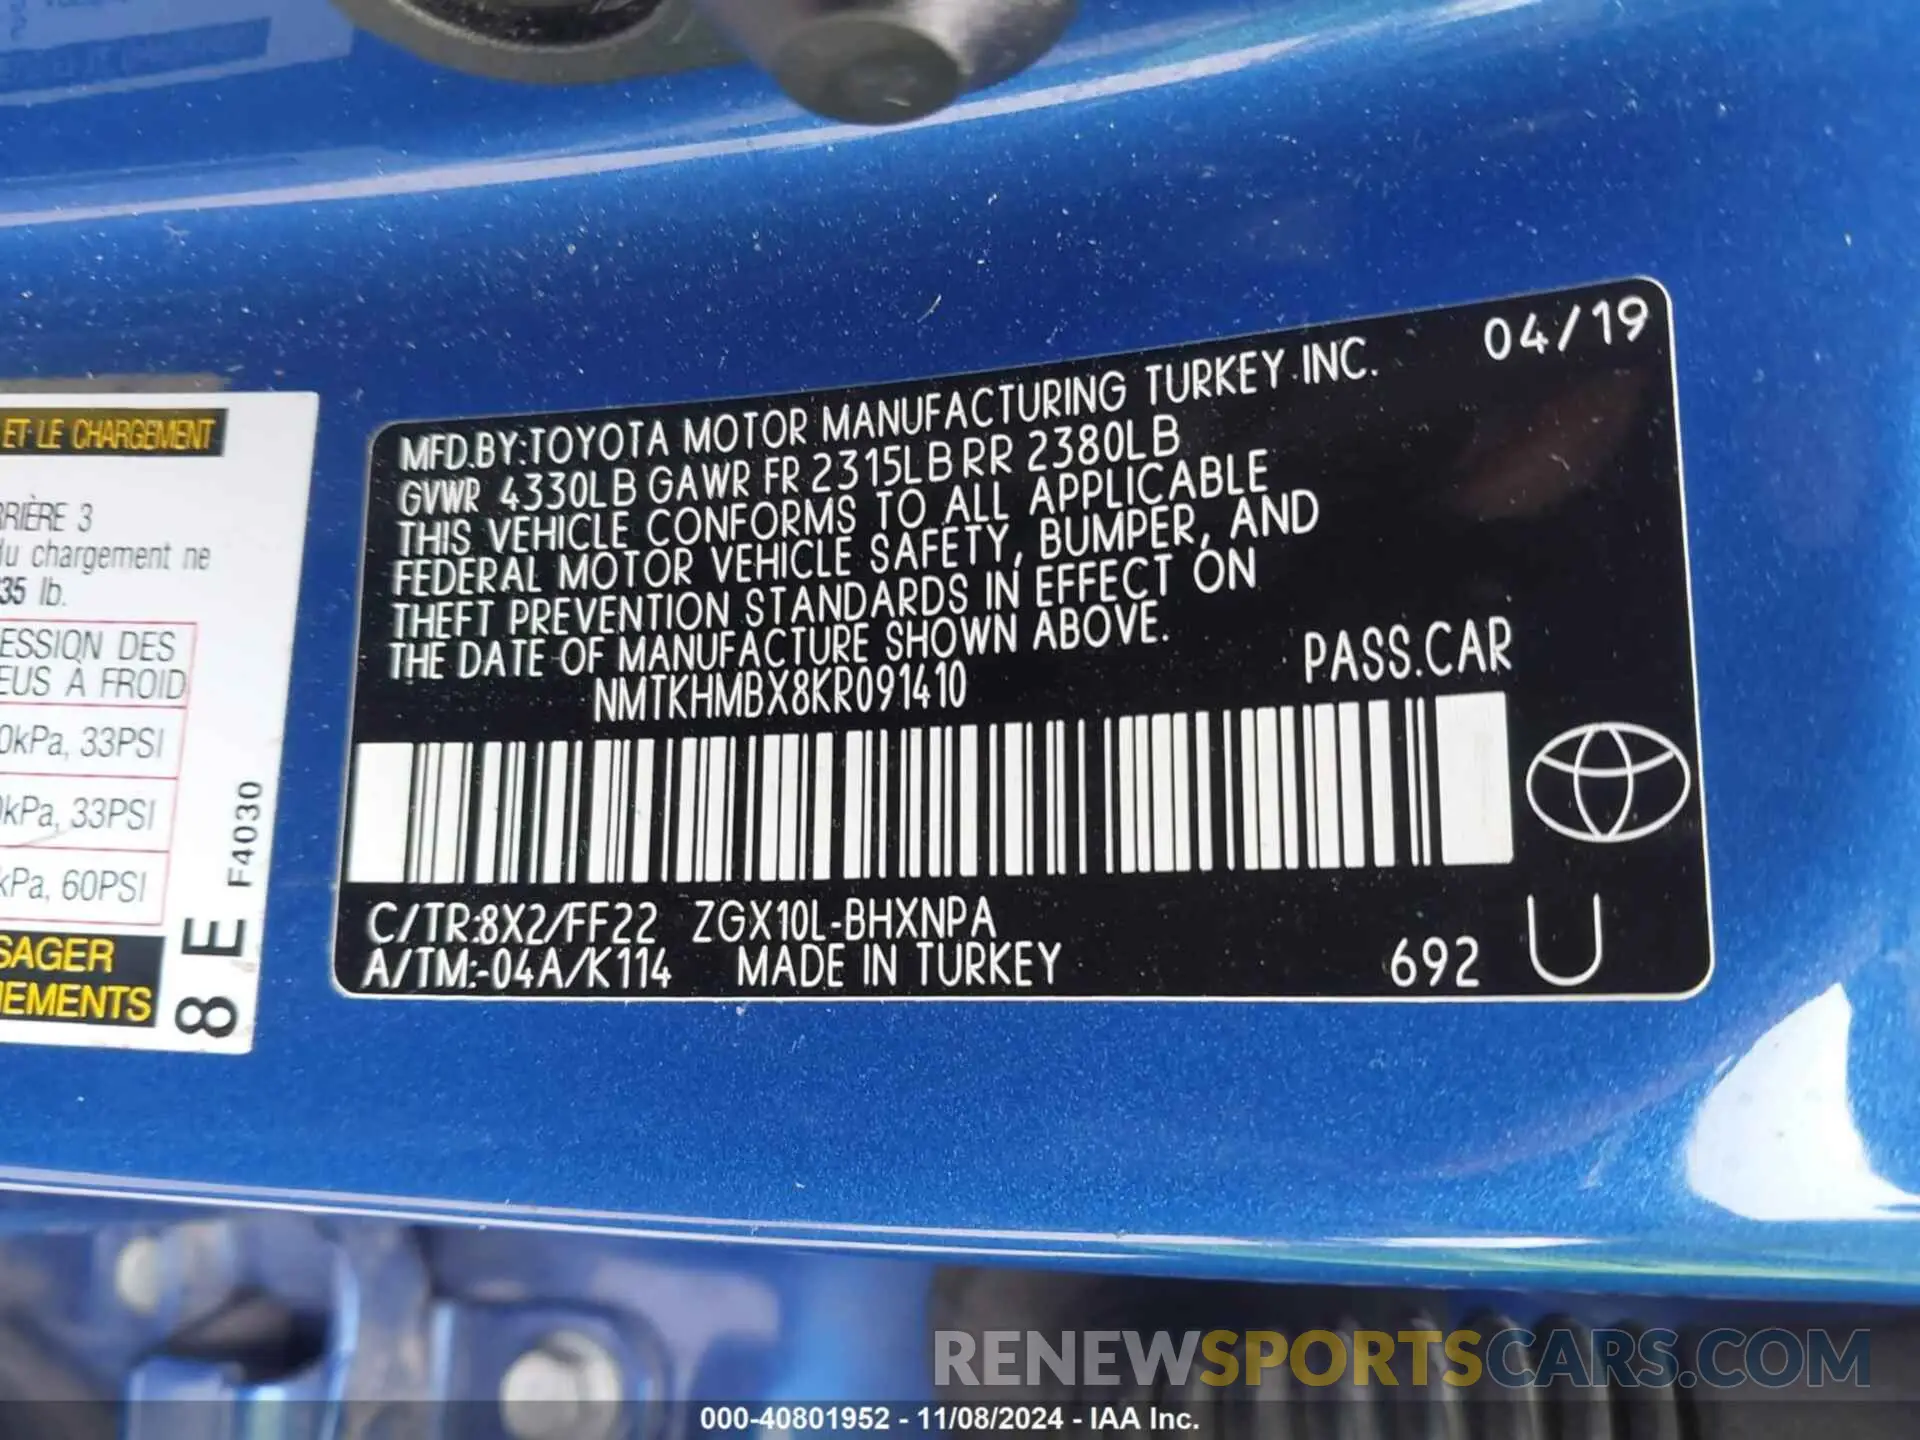 ET LE CHARGEMENT
RIÈRE 3
du chargement ne
35 lb.
ESSION DES
EUS À FROID
0kPa, 33PSI
kPa, 33PSI
kPa, 60PSI
SAGER
NEMENTS
8 E F4030
04/19
MFD.BY:TOYOTA MOTOR MANUFACTURING TURKEY INC.
GVWR 4330LB GAWR FR 2315LB RR 2380LB
THIS VEHICLE CONFORMS TO ALL APPLICABLE
FEDERAL MOTOR VEHICLE SAFETY, BUMPER, AND
THEFT PREVENTION STANDARDS IN EFFECT ON
THE DATE OF MANUFACTURE SHOWN ABOVE.
NMTKHMBX8KR091410
PASS.CAR
C/TR:8X2/FF22 ZGX10L-BHXNPA
A/TM:-04A/K114 MADE IN TURKEY
692 U
RENEWSPORTSCARS.COM
000-40801952 - 11/08/2024 - IAA Inc.